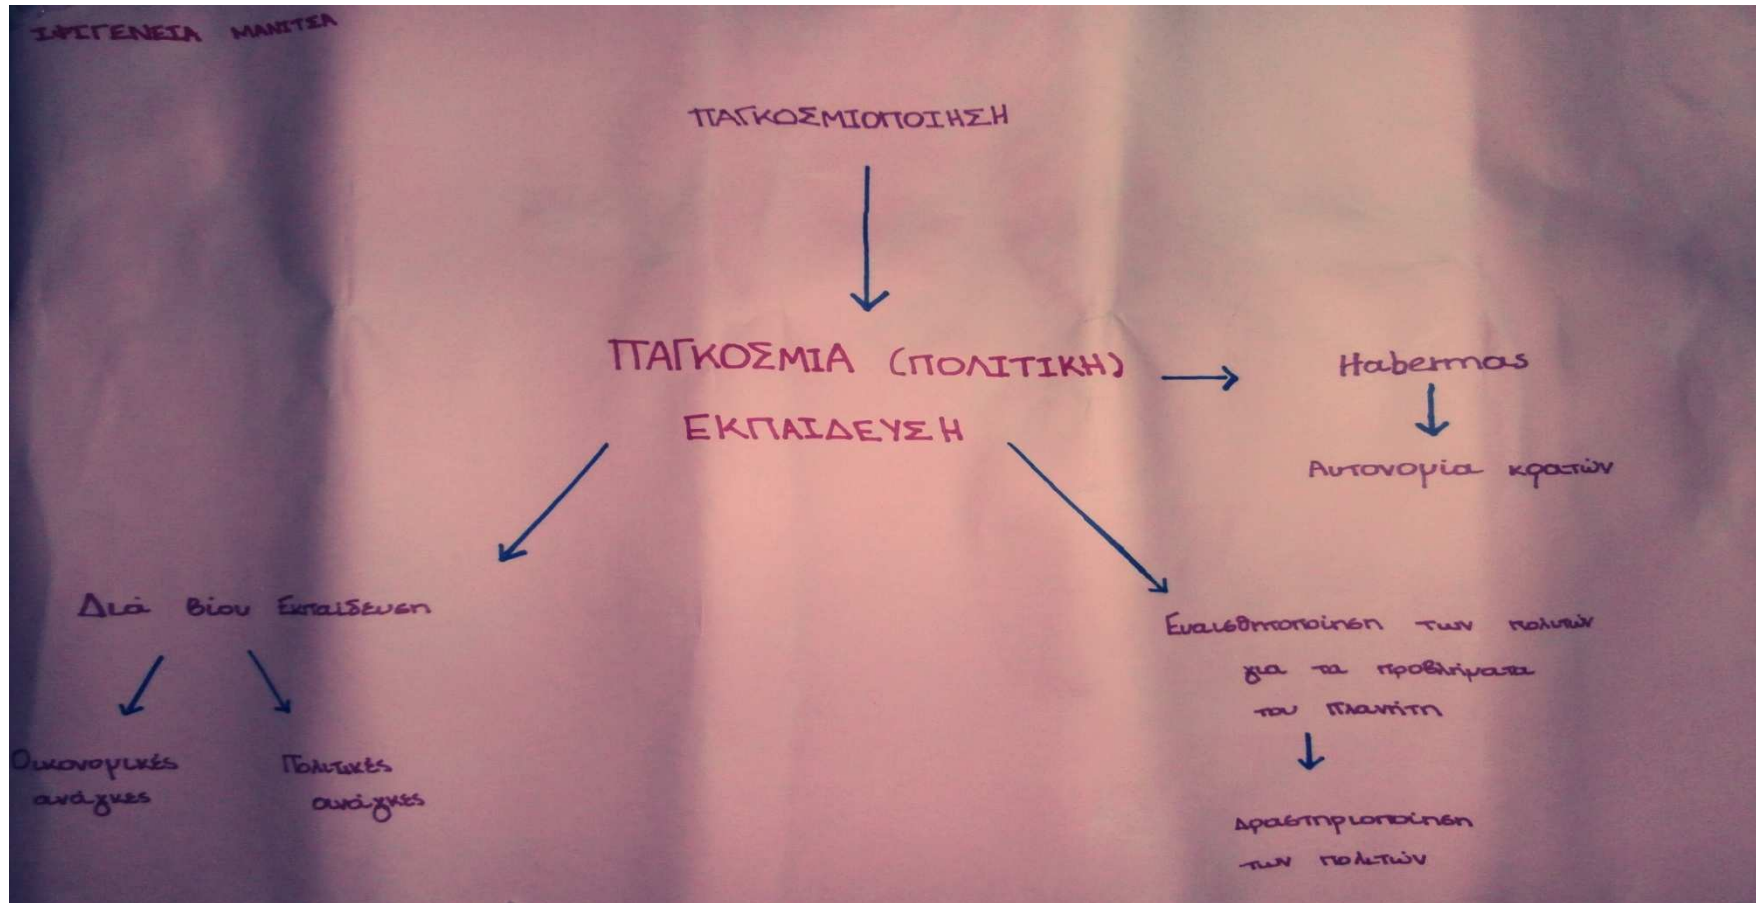 ΙΦΙΓΕΝΕΙΑ ΜΑΝΙΤΣΑ
ΠΑΓΚΟΣΜΙΟΠΟΙΗΣΗ
ΠΑΓΚΟΣΜΙΑ (ΠΟΛΙΤΙΚΗ)
ΕΚΠΑΙΔΕΥΣΗ
Habermas
Αυτονομία κρατών
Διά βίου Εκπαίδευση
Οικονομικές
ανάγκες
Πολιτικές
ανάγκες
Ευαισθητοποίηση των πολιτών
για τα προβλήματα
του πλανήτη
Δραστηριοποίηση
των πολιτών